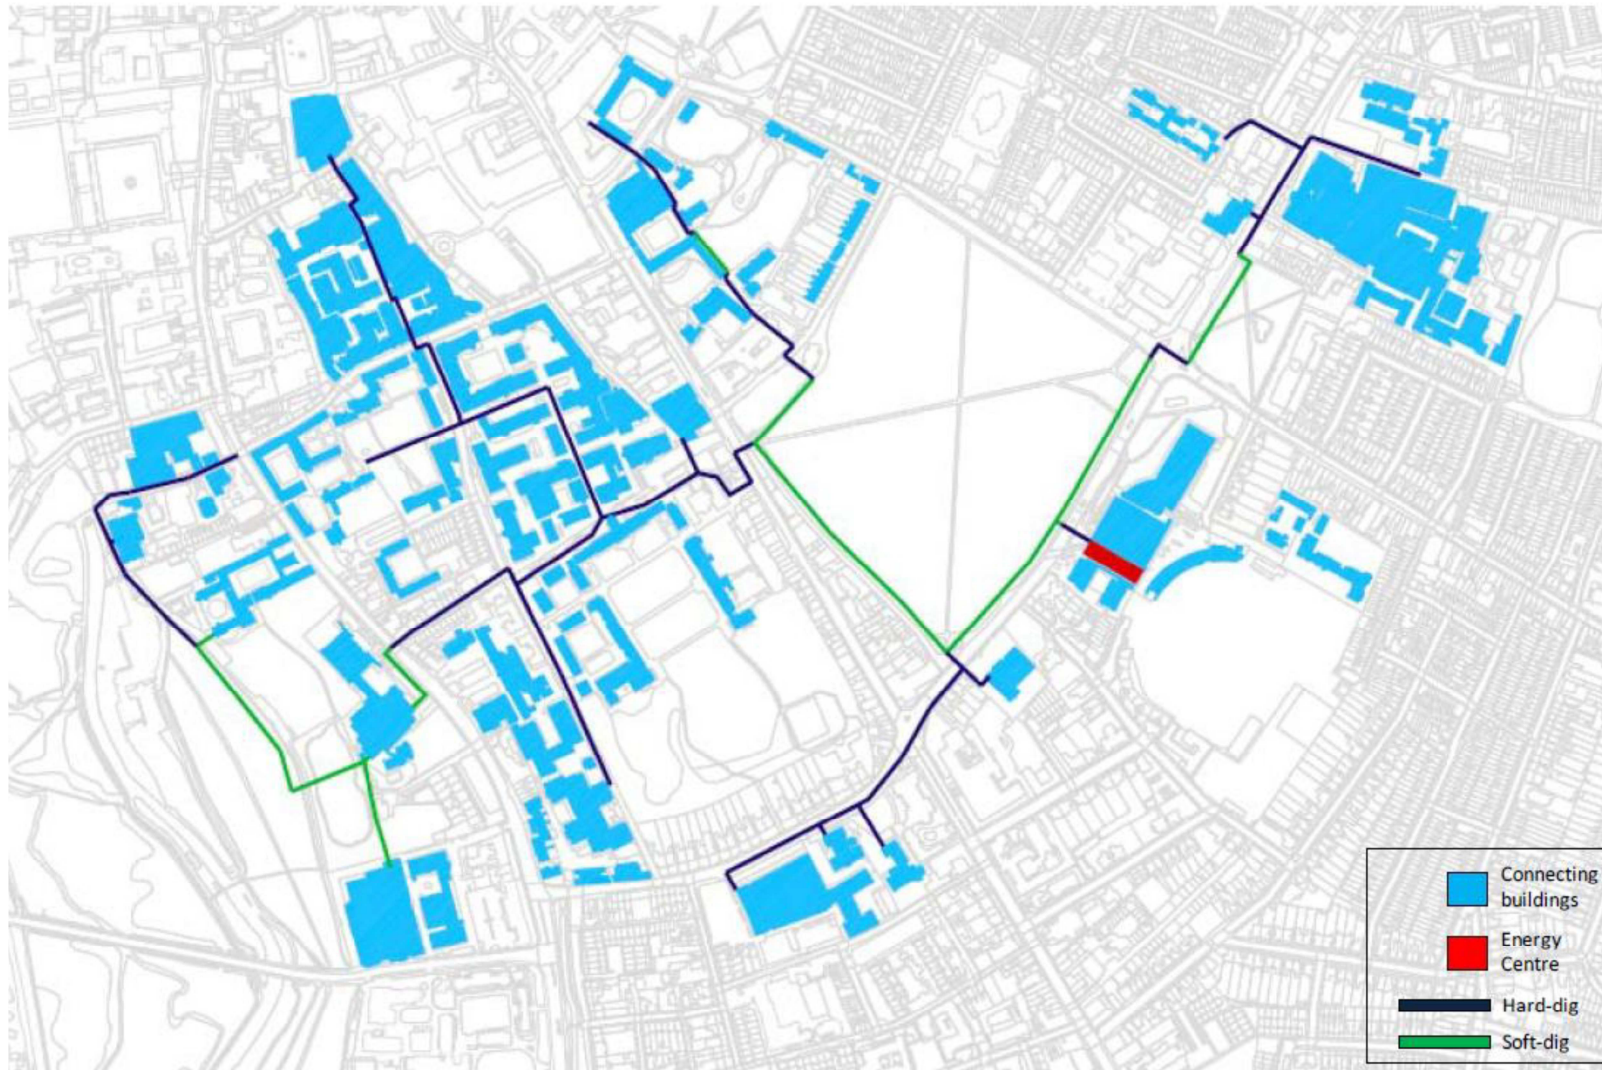 Connecting
buildings
Energy
Centre
Hard-dig
Soft-dig